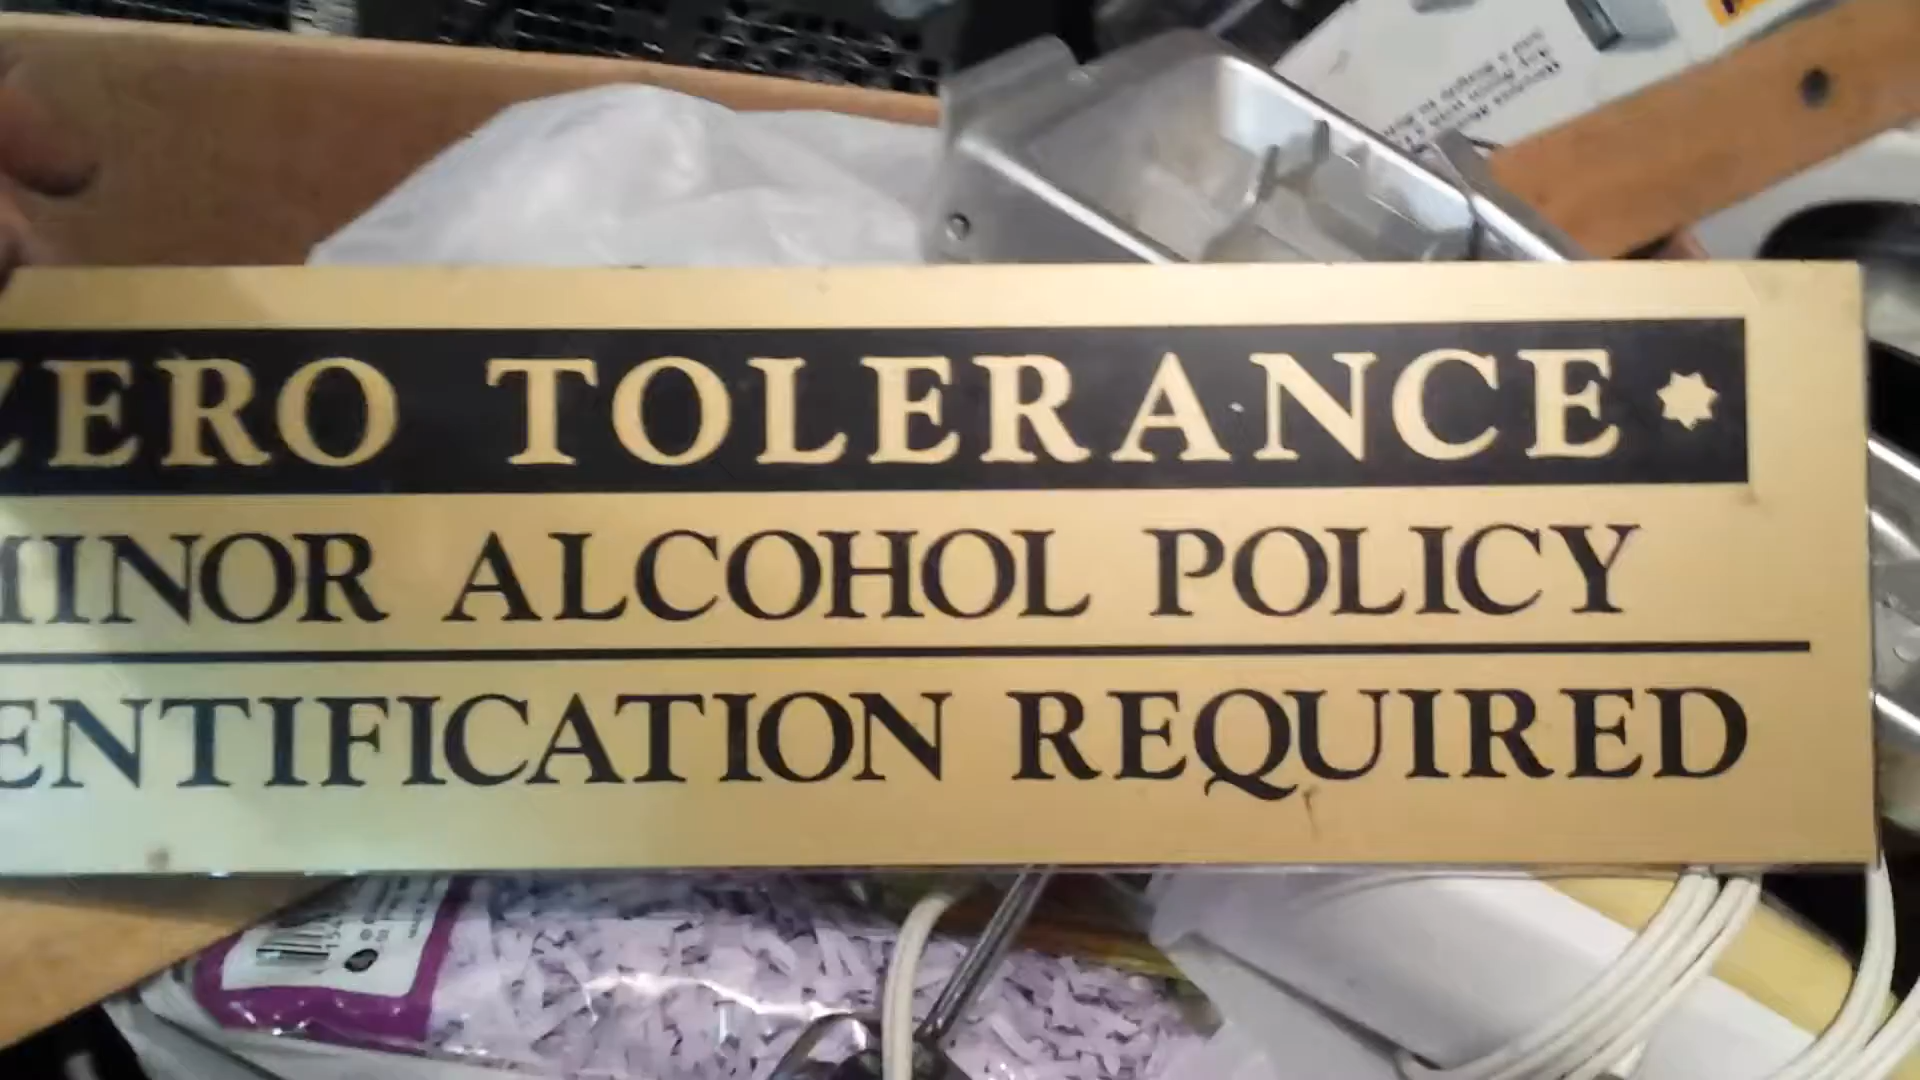 ZERO TOLERANCE
MINOR ALCOHOL POLICY
ENTIFICATION REQUIRED